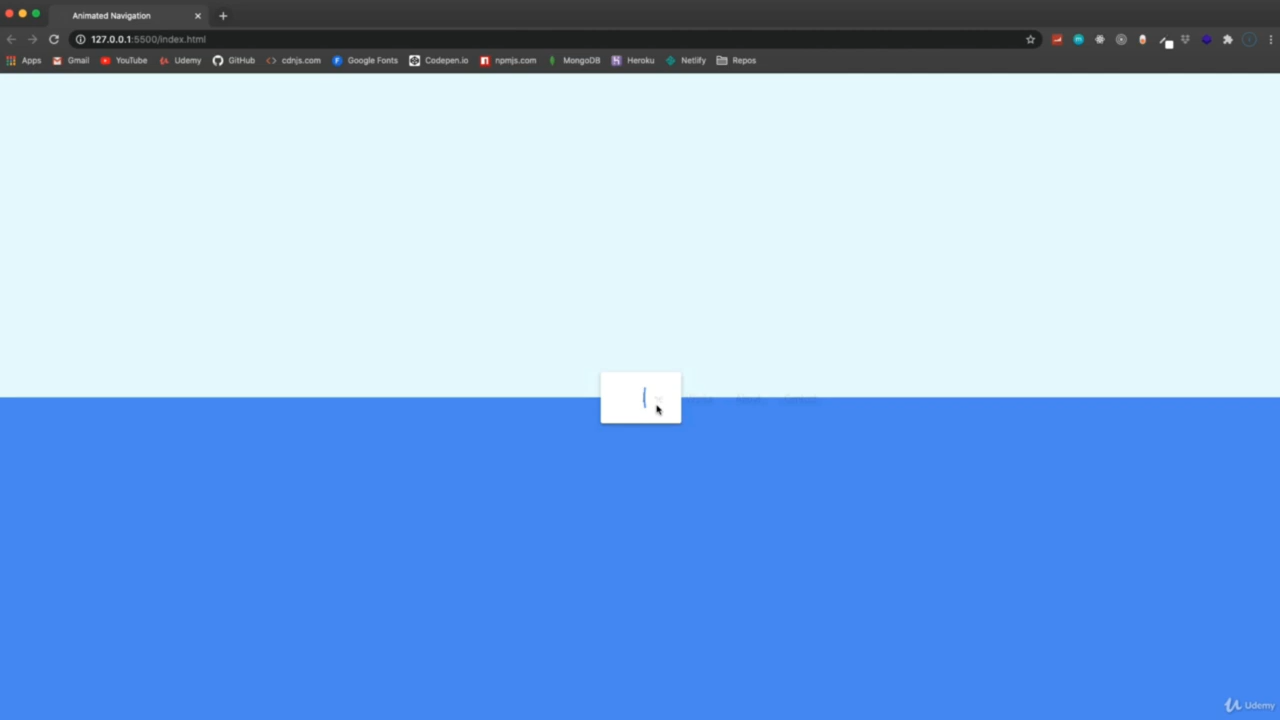 Animated Navigation
127.0.0.1:5500/index.html
Apps Gmail YouTube Udemy GitHub cdnjs.com Google Fonts Codepen.io npmjs.com MongoDB Heroku Netlify Repos
Udemy